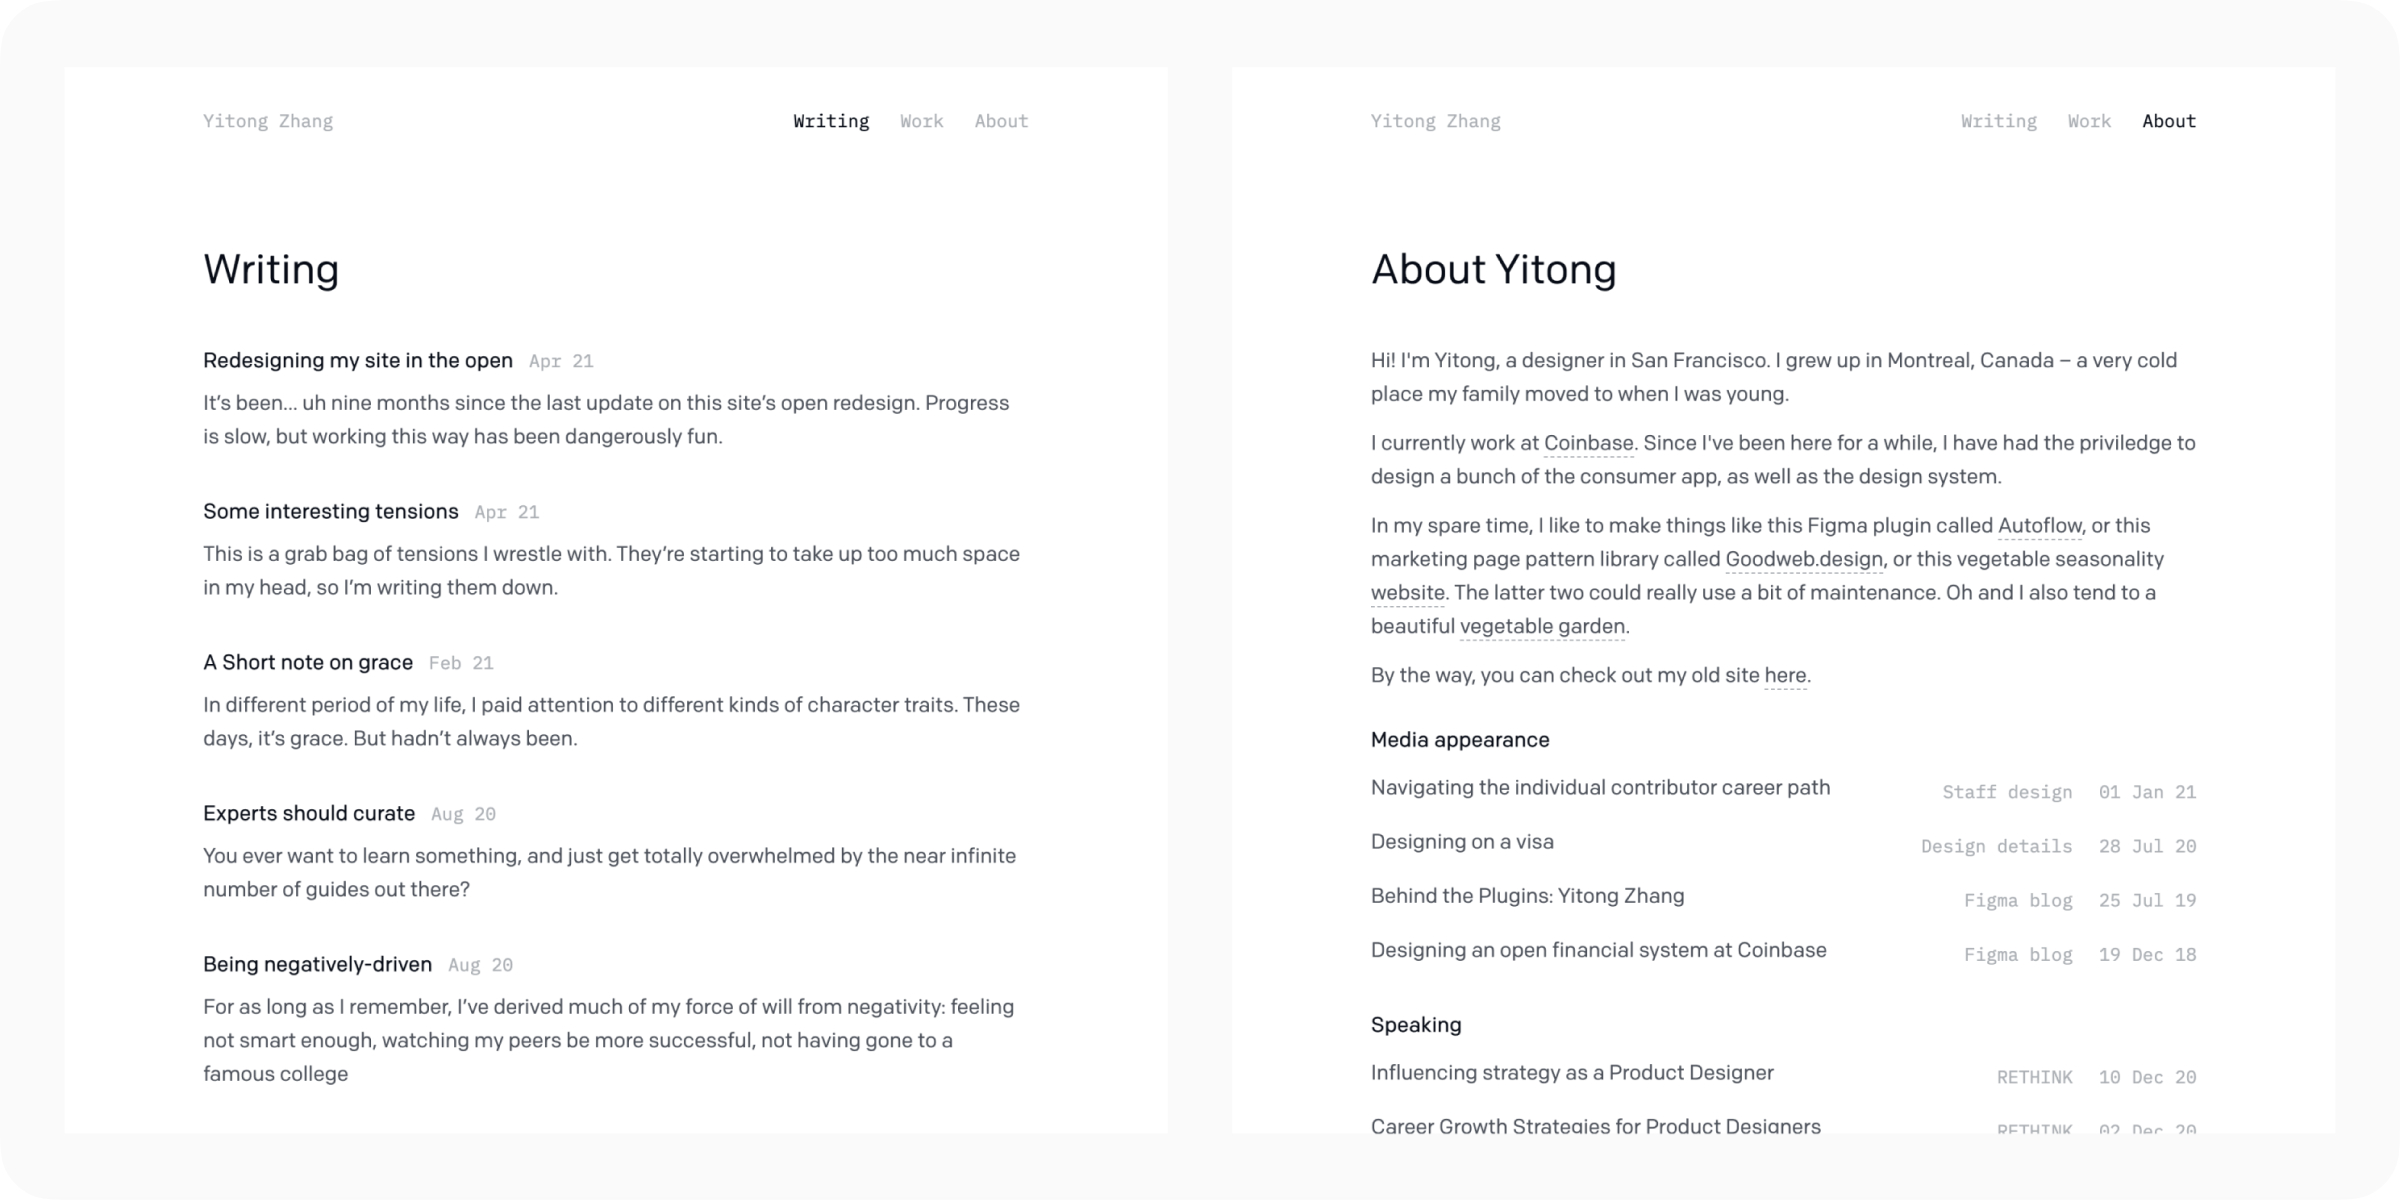 Yitong Zhang
Writing Work About
Writing
Redesigning my site in the open Apr 21
It’s been... uh nine months since the last update on this site’s open redesign. Progress
is slow, but working this way has been dangerously fun.
Some interesting tensions Apr 21
This is a grab bag of tensions I wrestle with. They’re starting to take up too much space
in my head, so I’m writing them down.
A Short note on grace Feb 21
In different period of my life, I paid attention to different kinds of character traits. These
days, it’s grace. But hadn’t always been.
Experts should curate Aug 20
You ever want to learn something, and just get totally overwhelmed by the near infinite
number of guides out there?
Being negatively-driven Aug 20
For as long as I remember, I’ve derived much of my force of will from negativity: feeling
not smart enough, watching my peers be more successful, not having gone to a
famous college
Yitong Zhang
Writing Work About
About Yitong
Hi! I'm Yitong, a designer in San Francisco. I grew up in Montreal, Canada – a very cold
place my family moved to when I was young.
I currently work at Coinbase. Since I've been here for a while, I have had the priviledge to
design a bunch of the consumer app, as well as the design system.
In my spare time, I like to make things like this Figma plugin called Autoflow, or this
marketing page pattern library called Goodweb.design, or this vegetable seasonality
website. The latter two could really use a bit of maintenance. Oh and I also tend to a
beautiful vegetable garden.
By the way, you can check out my old site here.
Media appearance
Navigating the individual contributor career path Staff design 01 Jan 21
Designing on a visa Design details 28 Jul 20
Behind the Plugins: Yitong Zhang Figma blog 25 Jul 19
Designing an open financial system at Coinbase Figma blog 19 Dec 18
Speaking
Influencing strategy as a Product Designer RETHINK 10 Dec 20
Career Growth Strategies for Product Designers RETHINK 02 Dec 20